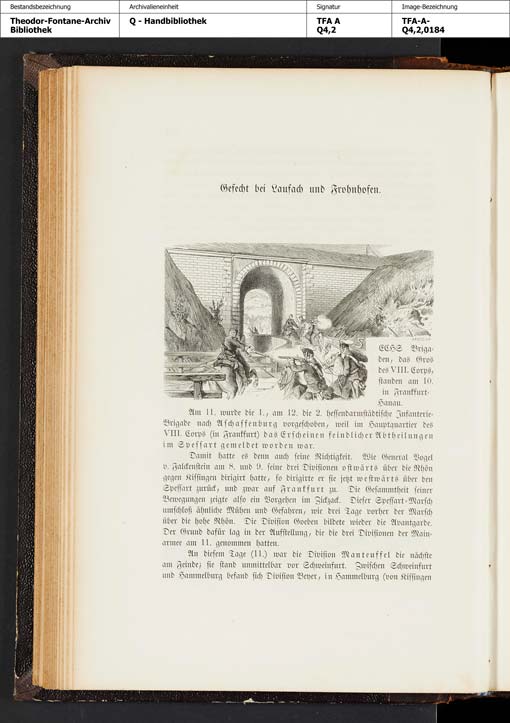 Bestandsbezeichnung
Archivalieneinheit
Signatur
Image-Bezeichnung
Theodor-Fontane-Archiv
Bibliothek
Q - Handbibliothek
TFA A
Q4,2
TFA-A-
Q4,2,0184
Gefecht bei Laufach und Frohnhofen.
SECHS Briga-
den, das Gros
des VIII. Corps,
standen am 10.
in Frankfurt-
Hanau.
Am 11. wurde die 1., am 12. die 2. hessendarmstädtische Infanterie-
Brigade nach Aschaffenburg vorgeschoben, weil im Hauptquartier des
VIII. Corps (in Frankfurt) das Erscheinen feindlicher Abtheilungen
im Spessart gemeldet worden war.
Damit hatte es denn auch seine Richtigkeit. Wie General Vogel
v. Falckenstein am 8. und 9. seine drei Divisionen ostwärts über die Rhön
gegen Kissingen dirigirt hatte, so dirigirte er sie jetzt westwärts über den
Spessart zurück, und zwar auf Frankfurt zu. Die Gesammtheit seiner
Bewegungen zeigte also ein Vorgehen im Zickzack. Dieser Spessart-Marsch
umschloß ähnliche Mühen und Gefahren, wie drei Tage vorher der Marsch
über die hohe Rhön. Die Division Goeben bildete wieder die Avantgarde.
Der Grund dafür lag in der Aufstellung, die die drei Divisionen der Main-
armee am 11. genommen hatten.
An diesem Tage (11.) war die Division Manteuffel die nächste
am Feinde; sie stand unmittelbar vor Schweinfurt. Zwischen Schweinfurt
und Hammelburg befand sich Division Beyer, in Hammelburg (von Kissingen